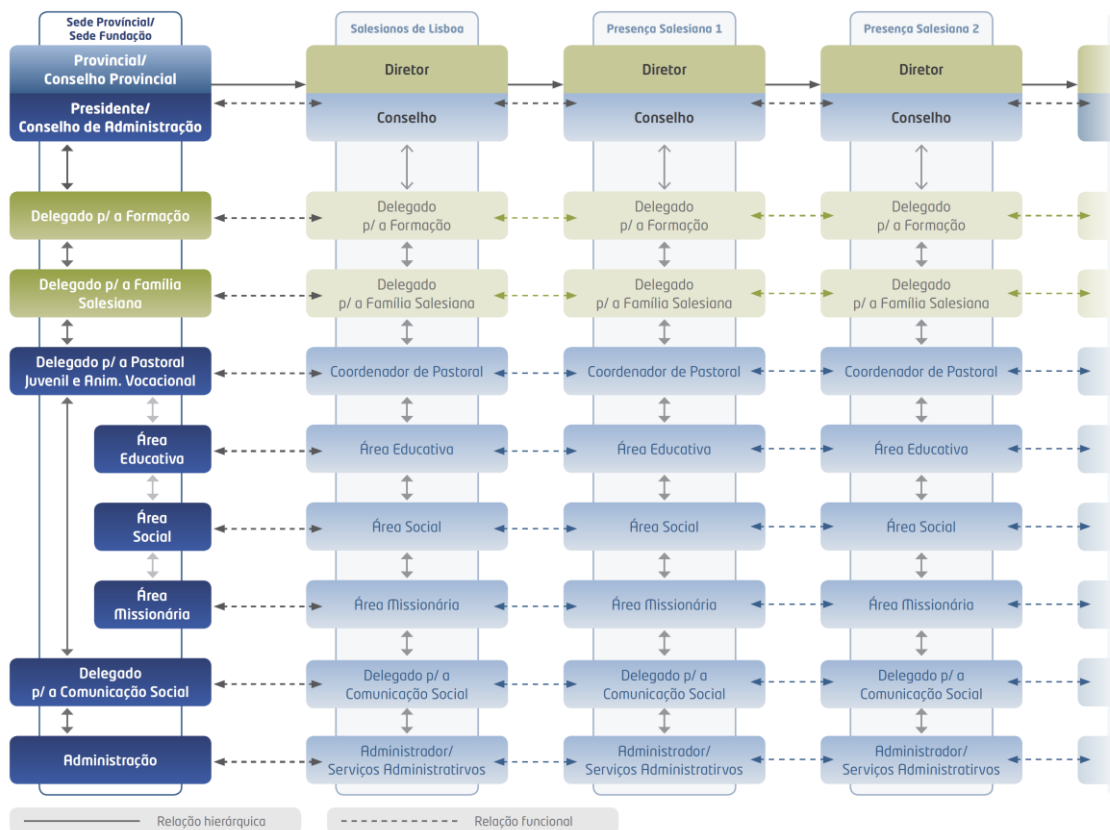 Sede Províncial/
Sede Fundação
Salesianos de Lisboa
Presença Salesiana 1
Presença Salesiana 2
Provincial/
Conselho Provincial
Presidente/
Conselho de Administração
Diretor
Conselho
Diretor
Conselho
Diretor
Conselho
Delegado p/ a Formação
Delegado
p/ a Formação
Delegado
p/ a Formação
Delegado
p/ a Formação
Delegado p/ a Família
Salesiana
Delegado
p/ a Família Salesiana
Delegado
p/ a Família Salesiana
Delegado
p/ a Família Salesiana
Delegado p/ a Pastoral
Juvenil e Anim. Vocacional
Coordenador de Pastoral
Coordenador de Pastoral
Coordenador de Pastoral
Área
Educativa
Área Educativa
Área Educativa
Área Educativa
Área
Social
Área Social
Área Social
Área Social
Área
Missionária
Área Missionária
Área Missionária
Área Missionária
Delegado
p/ a Comunicação Social
Delegado p/ a
Comunicação Social
Delegado p/ a
Comunicação Social
Delegado p/ a
Comunicação Social
Administração
Administrador/
Serviços Administratirvos
Administrador/
Serviços Administratirvos
Administrador/
Serviços Administratirvos
Relação hierárquica
Relação funcional